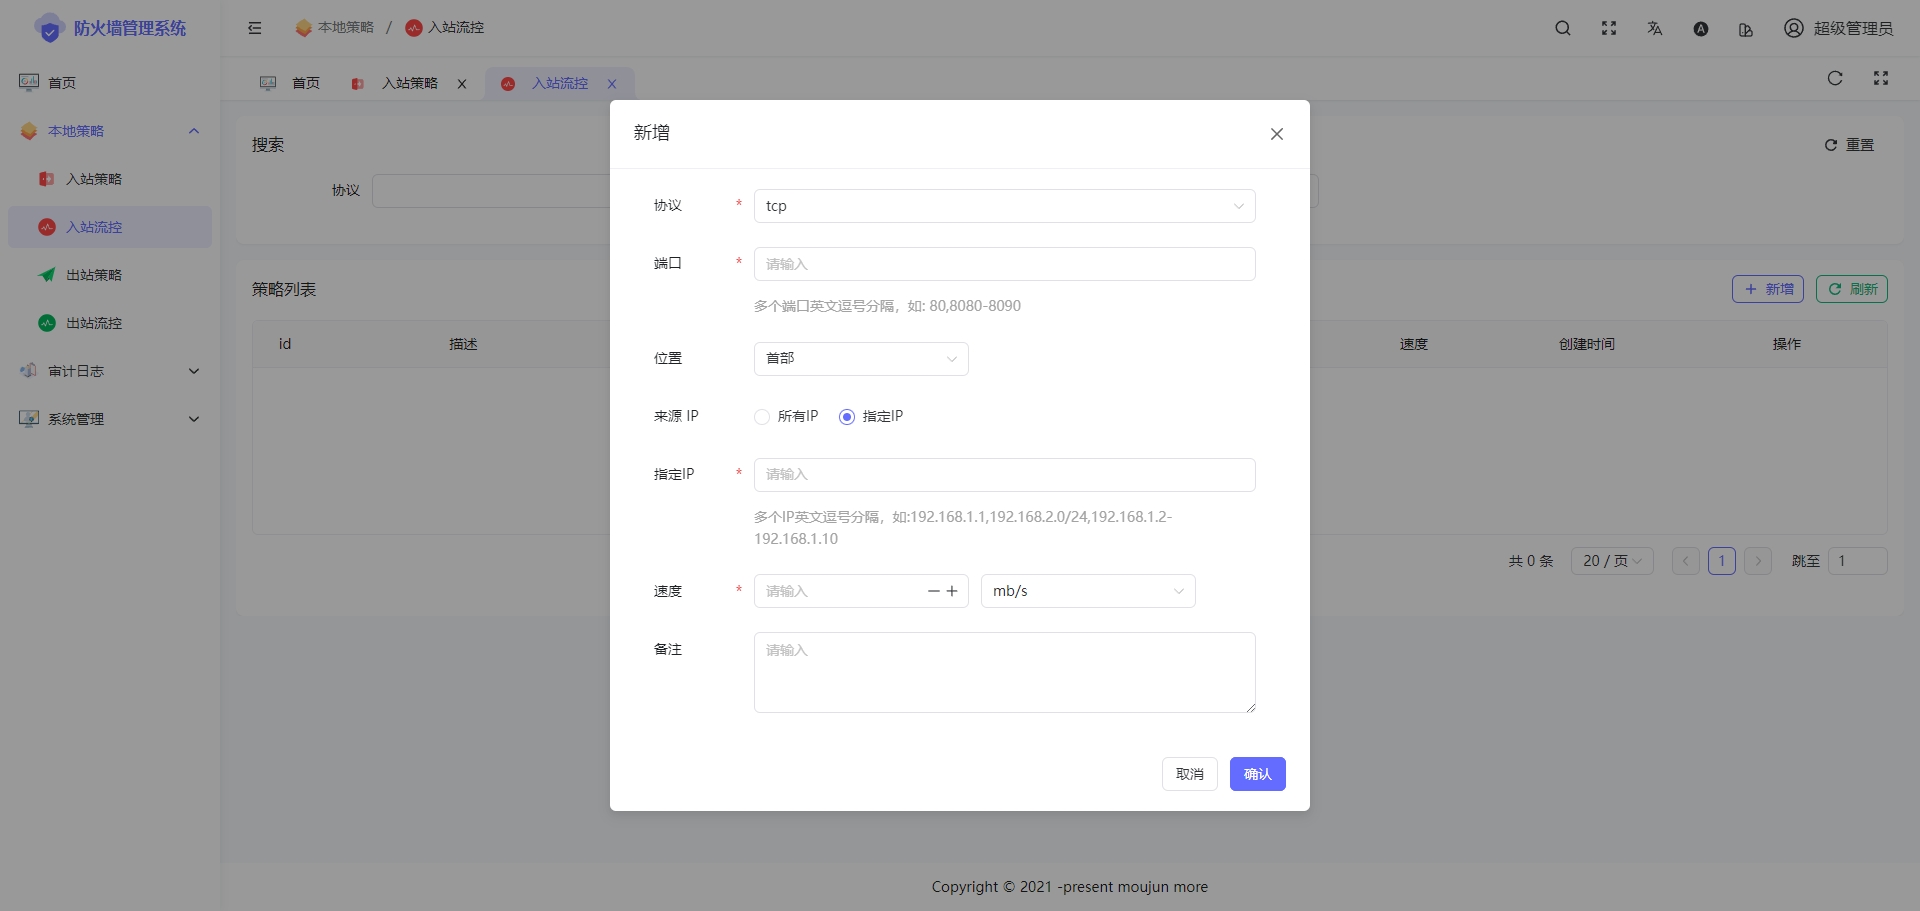 防火墙管理系统
本地策略 / 入站流控
超级管理员
首页
入站策略
入站流控
首页
本地策略
入站策略
入站流控
出站策略
出站流控
审计日志
系统管理
搜索
重置
协议
策略列表
新增
刷新
id
描述
速度
创建时间
操作
共 0 条
20 / 页
1
跳至
1
新增
协议 * tcp
端口 * 请输入
多个端口英文逗号分隔，如: 80,8080-8090
位置 首部
来源 IP 所有IP 指定IP
指定IP * 请输入
多个IP英文逗号分隔，如:192.168.1.1,192.168.2.0/24,192.168.1.2-
192.168.1.10
速度 * 请输入 mb/s
备注 请输入
取消
确认
Copyright © 2021 -present moujun more